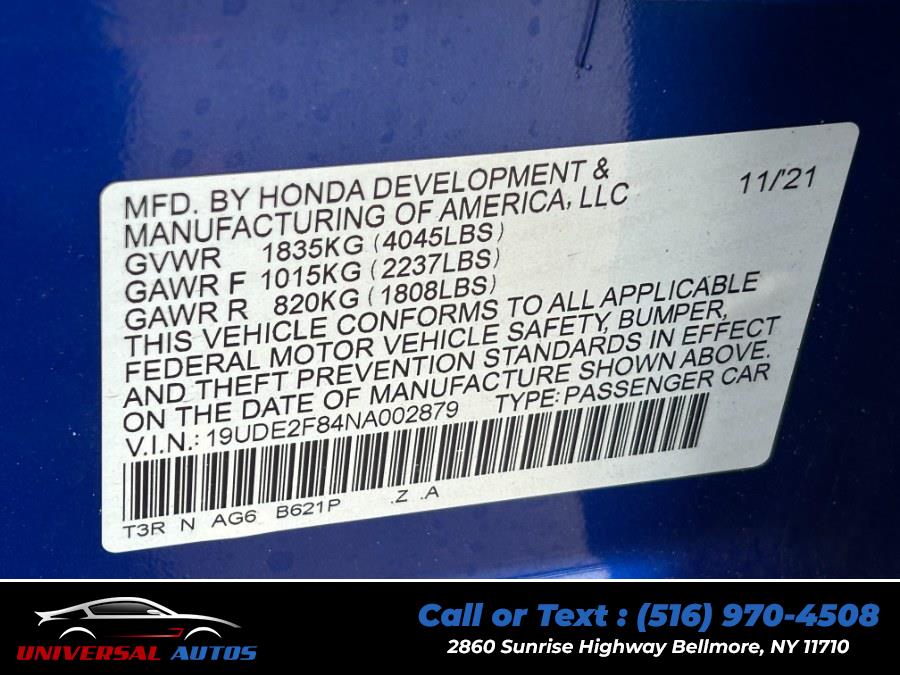 MFD. BY HONDA DEVELOPMENT &
MANUFACTURING OF AMERICA, LLC
11/'21
GVWR 1835KG (4045LBS)
GAWR F 1015KG (2237LBS)
GAWR R 820KG (1808LBS)
THIS VEHICLE CONFORMS TO ALL APPLICABLE
FEDERAL MOTOR VEHICLE SAFETY, BUMPER,
AND THEFT PREVENTION STANDARDS IN EFFECT
ON THE DATE OF MANUFACTURE SHOWN ABOVE.
V.I.N.: 19UDE2F84NA002879 TYPE: PASSENGER CAR
T3R N AG6 B621P .Z .A
UNIVERSAL AUTOS
Call or Text : (516) 970-4508
2860 Sunrise Highway Bellmore, NY 11710